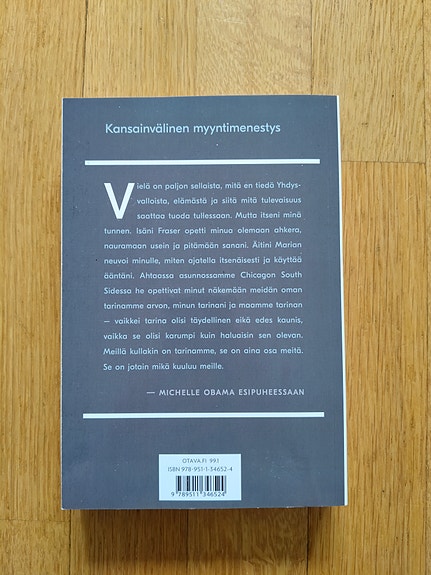 Kansainvälinen myyntimenestys
Vielä on paljon sellaista, mitä en tiedä Yhdys-
valloista, elämästä ja siitä mitä tulevaisuus
saattaa tuoda tullessaan. Mutta itseni minä
tunnen. Isäni Fraser opetti minua olemaan ahkera,
nauramaan usein ja pitämään sanani. Äitini Marian
neuvoi minulle, miten ajatella itsenäisesti ja käyttää
ääntäni. Ahtaassa asunnossamme Chicagon South
Sidessa he opettivat minut näkemään meidän oman
tarinamme arvon, minun tarinani ja maamme tarinan
– vaikkei tarina olisi täydellinen eikä edes kaunis,
vaikka se olisi karumpi kuin haluaisin sen olevan.
Meillä kullakin on tarinamme, se on aina osa meitä.
Se on jotain mikä kuuluu meille.
— MICHELLE OBAMA ESIPUHEESSAAN
OTAVA.FI 99.1
ISBN 978-951-1-34652-4
9 789511 346524